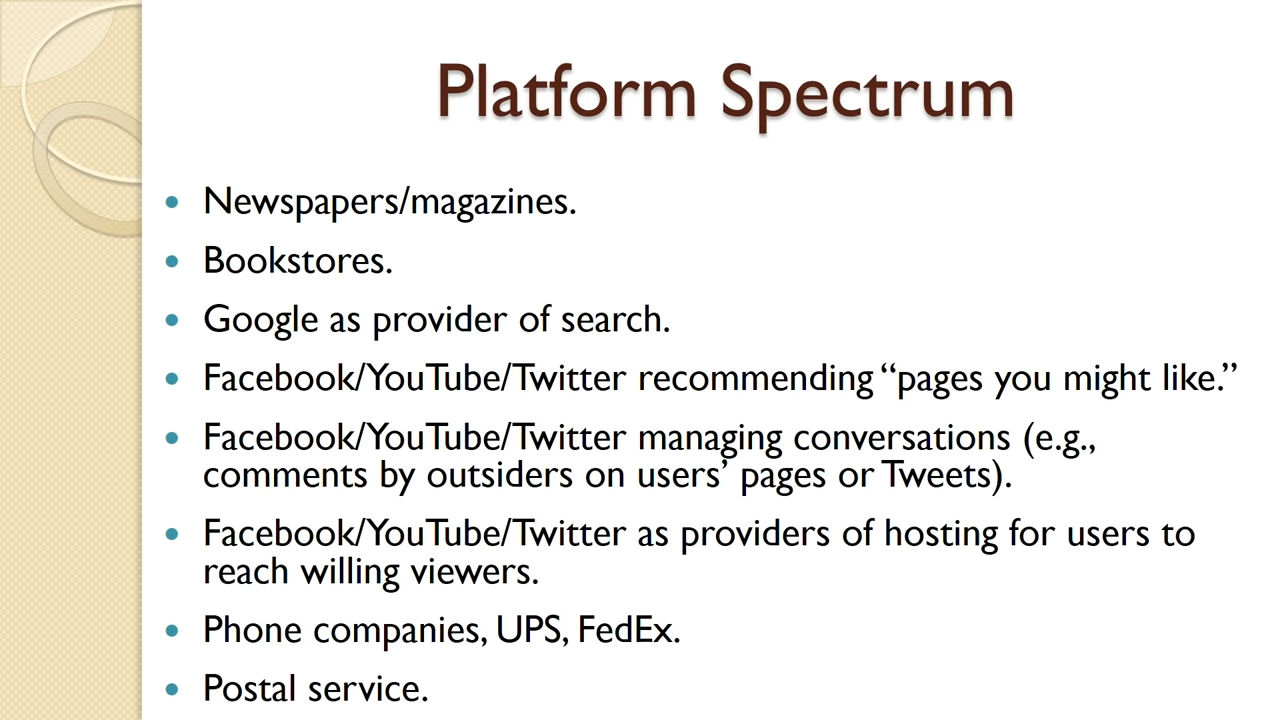 Platform Spectrum
Newspapers/magazines.
Bookstores.
Google as provider of search.
Facebook/YouTube/Twitter recommending “pages you might like.”
Facebook/YouTube/Twitter managing conversations (e.g.,
comments by outsiders on users’ pages or Tweets).
Facebook/YouTube/Twitter as providers of hosting for users to
reach willing viewers.
Phone companies, UPS, FedEx.
Postal service.